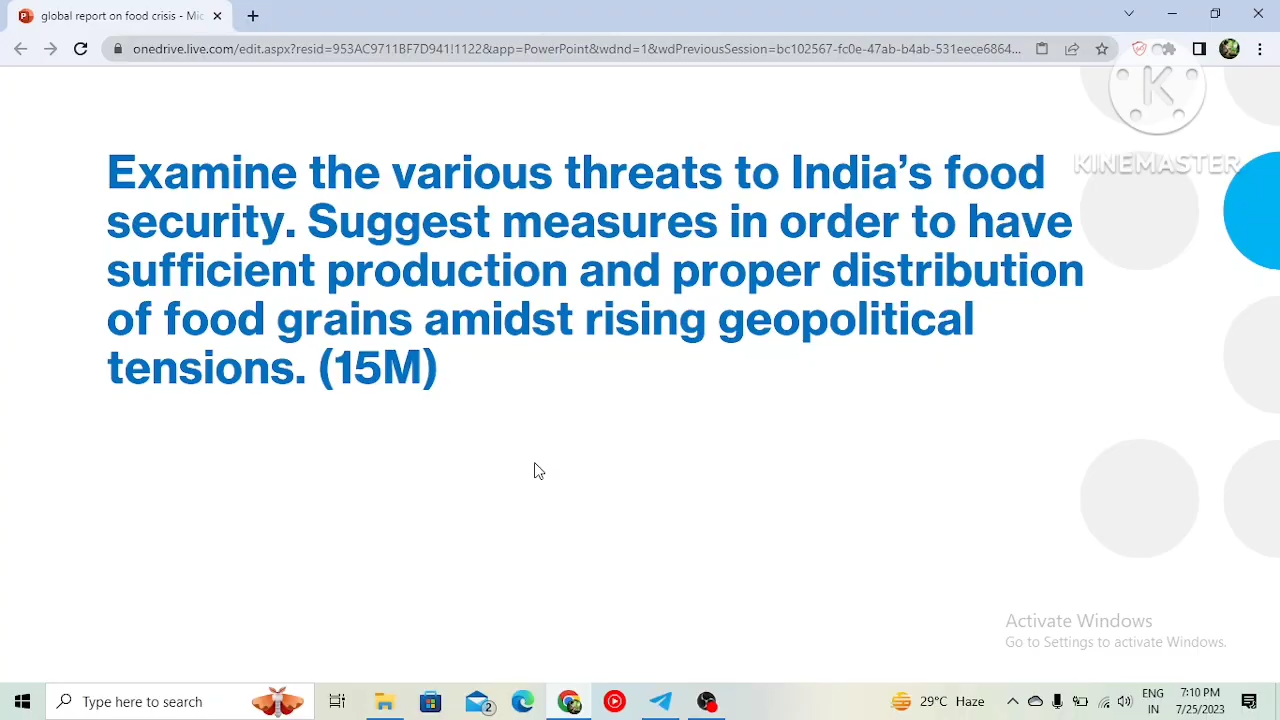 global report on food crisis - Mic
onedrive.live.com/edit.aspx?resid=953AC9711BF7D941!1122&app=PowerPoint&wdnd=1&wdPreviousSession=bc102567-fc0e-47ab-b4ab-531eece6864...
K
KINEMASTER
Examine the various threats to India’s food
security. Suggest measures in order to have
sufficient production and proper distribution
of food grains amidst rising geopolitical
tensions. (15M)
Activate Windows
Go to Settings to activate Windows.
Type here to search
2
29°C Haze
ENG
IN
7:10 PM
7/25/2023